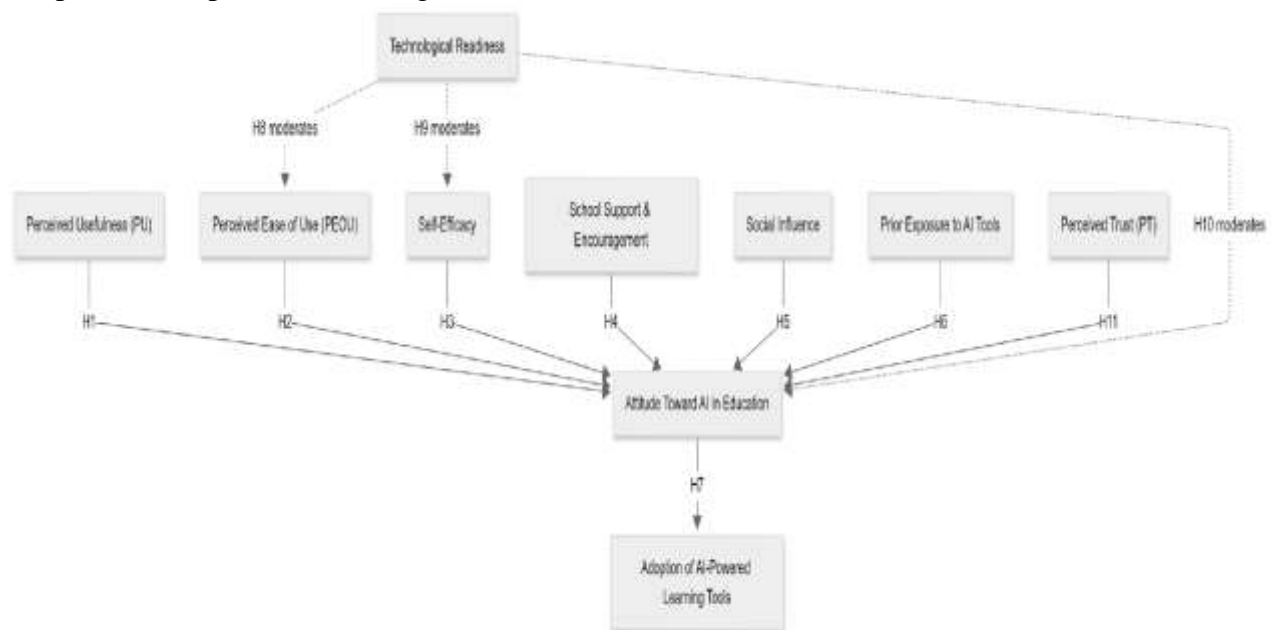 Technological Readiness
H8 moderates
H9 moderates
Perceived Usefulness (PU)
Perceived Ease of Use (PEOU)
Self-Efficacy
School Support &
Encouragement
Social Influence
Prior Exposure to AI Tools
Perceived Trust (PT)
H10 moderates
H1
H2
H3
H4
H5
H6
H11
Attitude Toward AI in Education
H7
Adoption of AI-Powered
Learning Tools